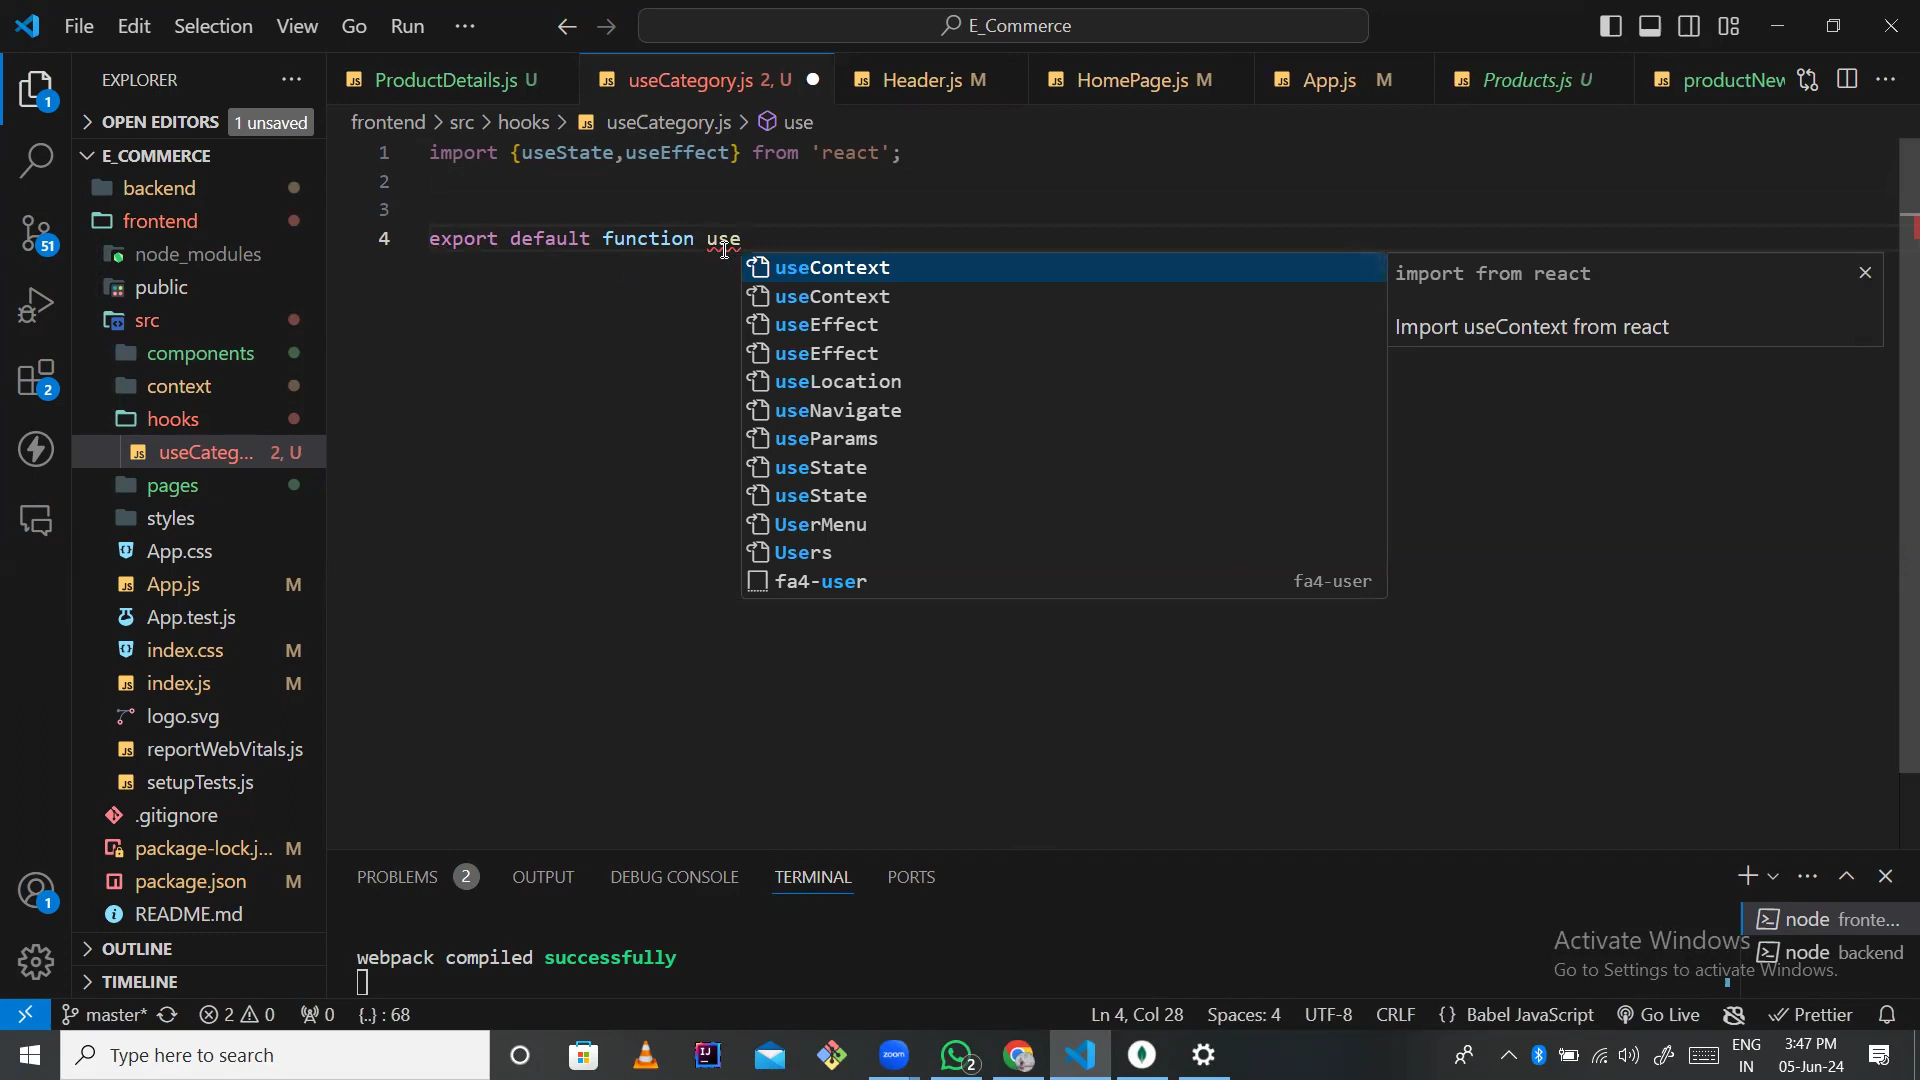 File Edit Selection View Go Run ···
E_Commerce
EXPLORER ···
ProductDetails.js U
useCategory.js 2, U
Header.js M
HomePage.js M
App.js M
Products.js U
productNew
OPEN EDITORS 1 unsaved
frontend > src > hooks > useCategory.js > use
E_COMMERCE
backend
frontend
node_modules
public
src
components
context
hooks
useCateg... 2, U
pages
styles
App.css
App.js M
App.test.js
index.css M
index.js M
logo.svg
reportWebVitals.js
setupTests.js
.gitignore
package-lock.j... M
package.json M
README.md
OUTLINE
TIMELINE
1
51
2
1
1 import {useState,useEffect} from 'react';
2
3
4 export default function use
useContext
useContext
useEffect
useEffect
useLocation
useNavigate
useParams
useState
useState
UserMenu
Users
fa4-user fa4-user
import from react
Import useContext from react
PROBLEMS 2 OUTPUT DEBUG CONSOLE TERMINAL PORTS
webpack compiled successfully
node fronte...
node backend
Activate Windows
Go to Settings to activate Windows.
master* 2 0 0 {..} : 68
Ln 4, Col 28 Spaces: 4 UTF-8 CRLF {} Babel JavaScript Go Live Prettier
Type here to search
zoom
2
ENG
IN
3:47 PM
05-Jun-24